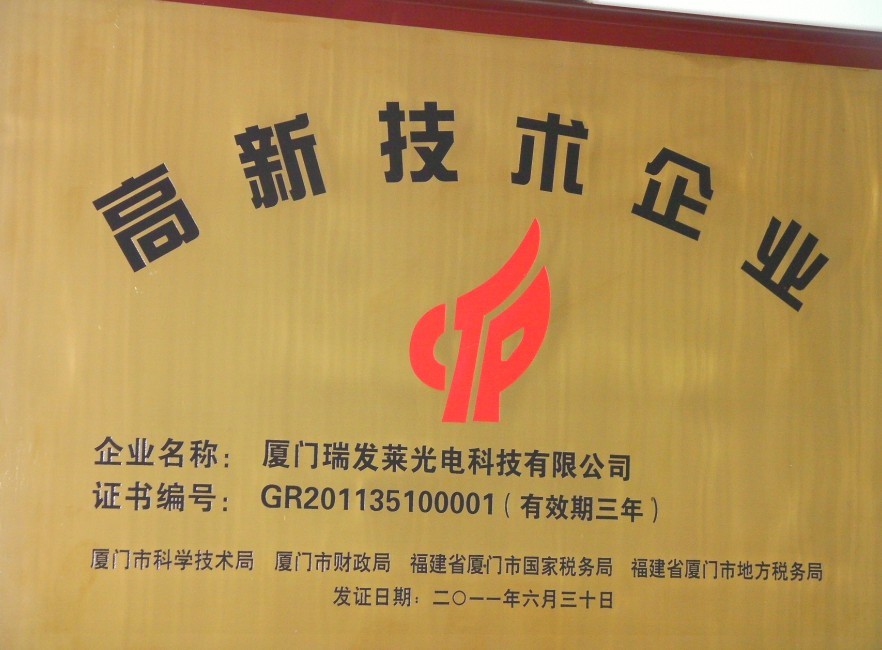 高新技术企业
CTP
企业名称：厦门瑞发莱光电科技有限公司
证书编号：GR201135100001（有效期三年）
厦门市科学技术局 厦门市财政局 福建省厦门市国家税务局 福建省厦门市地方税务局
发证日期：二〇一一年六月三十日